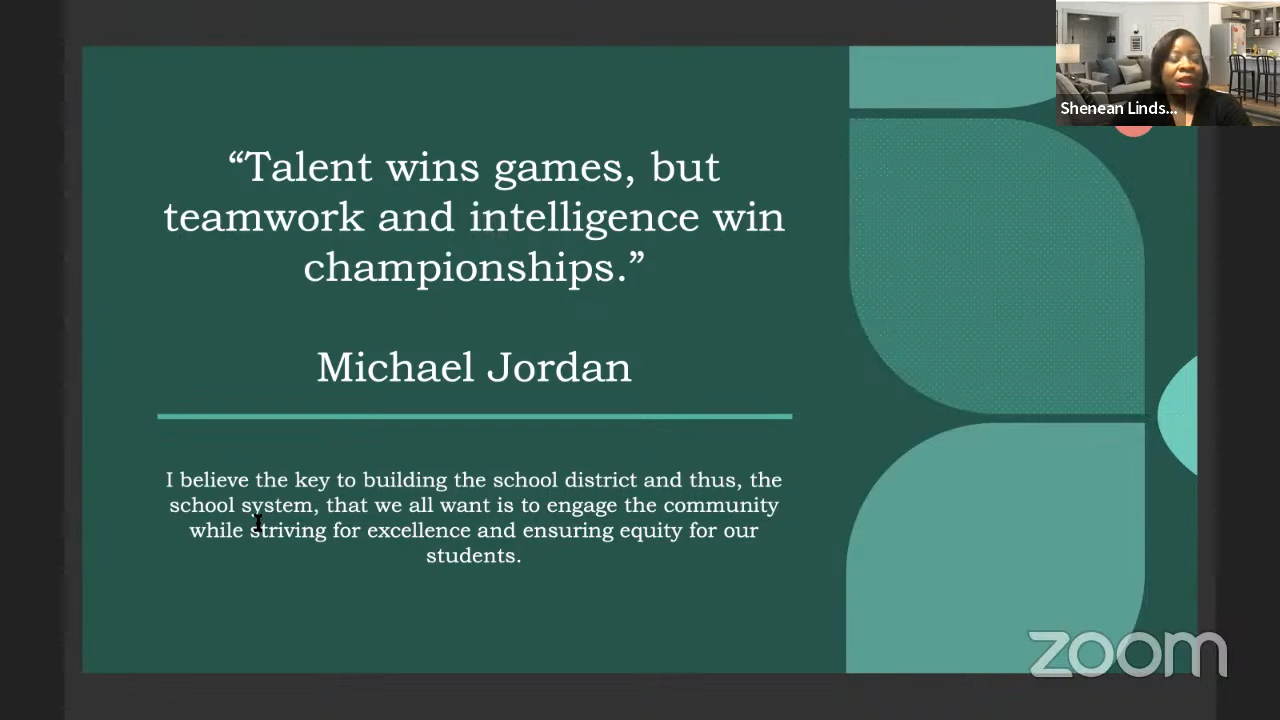 “Talent wins games, but
teamwork and intelligence win
championships.”
Michael Jordan
I believe the key to building the school district and thus, the
school system, that we all want is to engage the community
while striving for excellence and ensuring equity for our
students.
Shenean Linds...
zoom